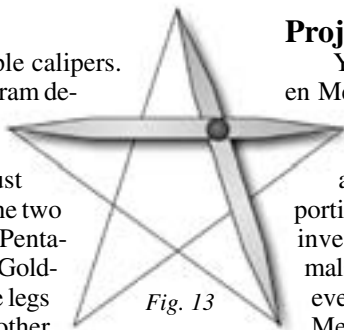 ple calipers.
ram de-
ust
he two
Penta-
Gold-
e legs
other
Fig. 13
Proj
Y
en Me
a
porti
inve
mal
eve
Me